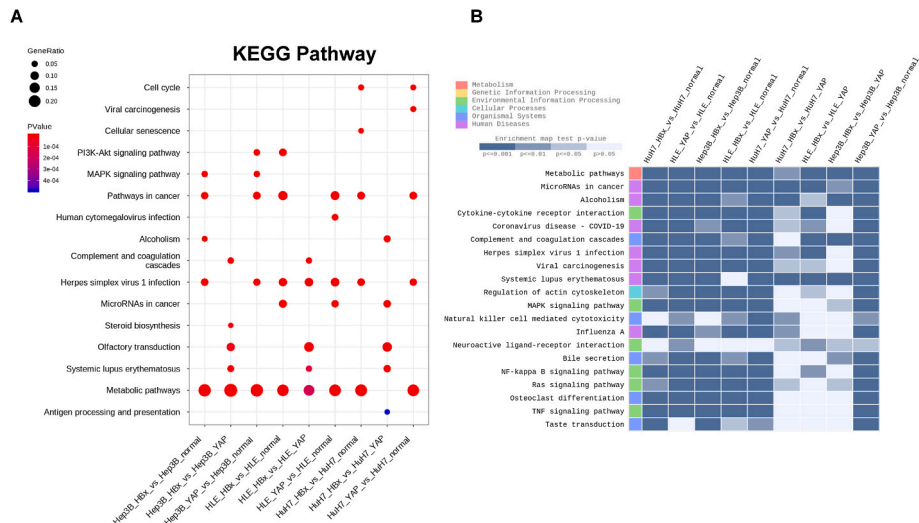 A
KEGG Pathway
GeneRatio
0.05
0.10
0.15
0.20
PValue
1e-04
2e-04
3e-04
4e-04
Cell cycle
Viral carcinogenesis
Cellular senescence
PI3K-Akt signaling pathway
MAPK signaling pathway
Pathways in cancer
Human cytomegalovirus infection
Alcoholism
Complement and coagulation
cascades
Herpes simplex virus 1 infection
MicroRNAs in cancer
Steroid biosynthesis
Olfactory transduction
Systemic lupus erythematosus
Metabolic pathways
Antigen processing and presentation
Hep3B_HBx_vs_Hep3B_normal
Hep3B_HBx_vs_Hep3B_YAP
Hep3B_YAP_vs_Hep3B_normal
HLE_HBx_vs_HLE_normal
HLE_HBx_vs_HLE_YAP
HLE_YAP_vs_HLE_normal
HuH7_HBx_vs_HuH7_normal
HuH7_HBx_vs_HuH7_YAP
HuH7_YAP_vs_HuH7_normal
B
Metabolism
Genetic Information Processing
Environmental Information Processing
Cellular Processes
Organismal Systems
Human Diseases
Enrichment map test p-value
p<=0.001 p<=0.01 p<=0.05 p>0.05
HuH7_HBx_vs_HuH7_normal
HLE_YAP_vs_HLE_normal
Hep3B_HBx_vs_Hep3B_normal
HLE_HBx_vs_HLE_normal
HuH7_YAP_vs_HuH7_normal
HuH7_HBx_vs_HuH7_YAP
HLE_HBx_vs_HLE_YAP
Hep3B_HBx_vs_Hep3B_YAP
Hep3B_YAP_vs_Hep3B_normal
Metabolic pathways
MicroRNAs in cancer
Alcoholism
Cytokine-cytokine receptor interaction
Coronavirus disease - COVID-19
Complement and coagulation cascades
Herpes simplex virus 1 infection
Viral carcinogenesis
Systemic lupus erythematosus
Regulation of actin cytoskeleton
MAPK signaling pathway
Natural killer cell mediated cytotoxicity
Influenza A
Neuroactive ligand-receptor interaction
Bile secretion
NF-kappa B signaling pathway
Ras signaling pathway
Osteoclast differentiation
TNF signaling pathway
Taste transduction